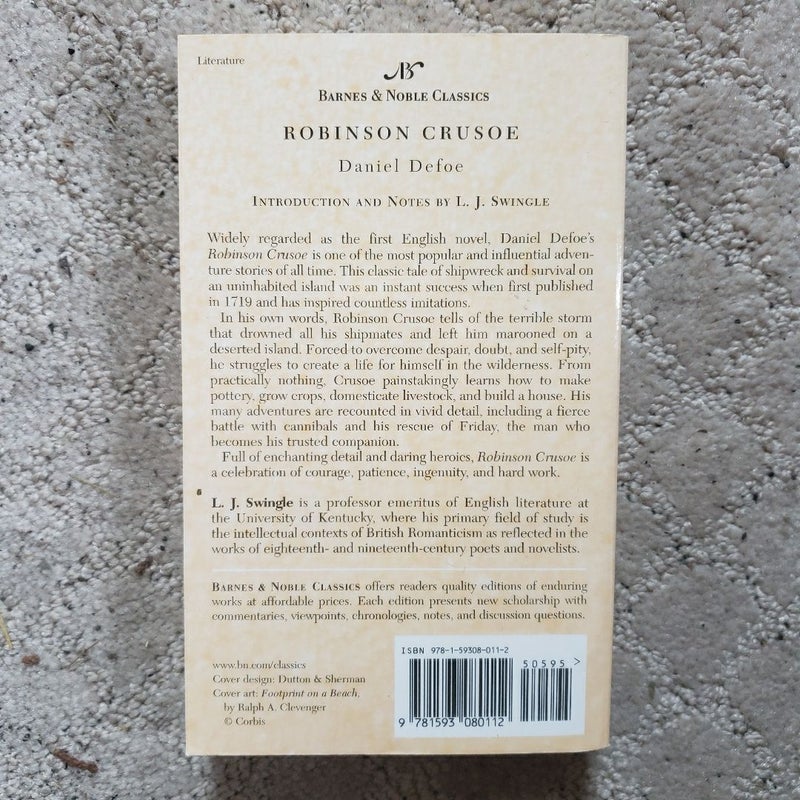 Literature
B
BARNES & NOBLE CLASSICS
ROBINSON CRUSOE
Daniel Defoe
INTRODUCTION AND NOTES BY L. J. SWINGLE
Widely regarded as the first English novel, Daniel Defoe's
Robinson Crusoe is one of the most popular and influential adven-
ture stories of all time. This classic tale of shipwreck and survival on
an uninhabited island was an instant success when first published
in 1719 and has inspired countless imitations.
In his own words, Robinson Crusoe tells of the terrible storm
that drowned all his shipmates and left him marooned on a
deserted island. Forced to overcome despair, doubt, and self-pity,
he struggles to create a life for himself in the wilderness. From
practically nothing, Crusoe painstakingly learns how to make
pottery, grow crops, domesticate livestock, and build a house. His
many adventures are recounted in vivid detail, including a fierce
battle with cannibals and his rescue of Friday, the man who
becomes his trusted companion.
Full of enchanting detail and daring heroics, Robinson Crusoe is
a celebration of courage, patience, ingenuity, and hard work.
L. J. Swingle is a professor emeritus of English literature at
the University of Kentucky, where his primary field of study is
the intellectual contexts of British Romanticism as reflected in the
works of eighteenth- and nineteenth-century poets and novelists.
BARNES & NOBLE CLASSICS offers readers quality editions of enduring
works at affordable prices. Each edition presents new scholarship with
commentaries, viewpoints, chronologies, notes, and discussion questions.
www.bn.com/classics
Cover design: Dutton & Sherman
Cover art: Footprint on a Beach,
by Ralph A. Clevenger
© Corbis
ISBN 978-1-59308-011-2
50595>
9 781593 080112